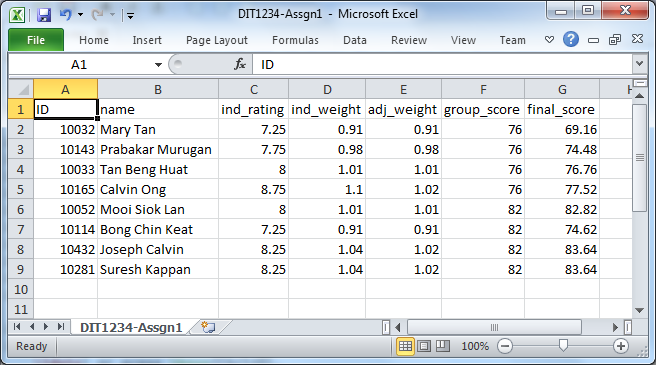 DIT1234-Assgn1 - Microsoft Excel
File Home Insert Page Layout Formulas Data Review View Team
A1 fx ID
A B C D E F G H
1 ID name ind_rating ind_weight adj_weight group_score final_score
2 10032 Mary Tan 7.25 0.91 0.91 76 69.16
3 10143 Prabakar Murugan 7.75 0.98 0.98 76 74.48
4 10033 Tan Beng Huat 8 1.01 1.01 76 76.76
5 10165 Calvin Ong 8.75 1.1 1.02 76 77.52
6 10052 Mooi Siok Lan 8 1.01 1.01 82 82.82
7 10114 Bong Chin Keat 7.25 0.91 0.91 82 74.62
8 10432 Joseph Calvin 8.25 1.04 1.02 82 83.64
9 10281 Suresh Kappan 8.25 1.04 1.02 82 83.64
10
11
DIT1234-Assgn1
Ready 100%